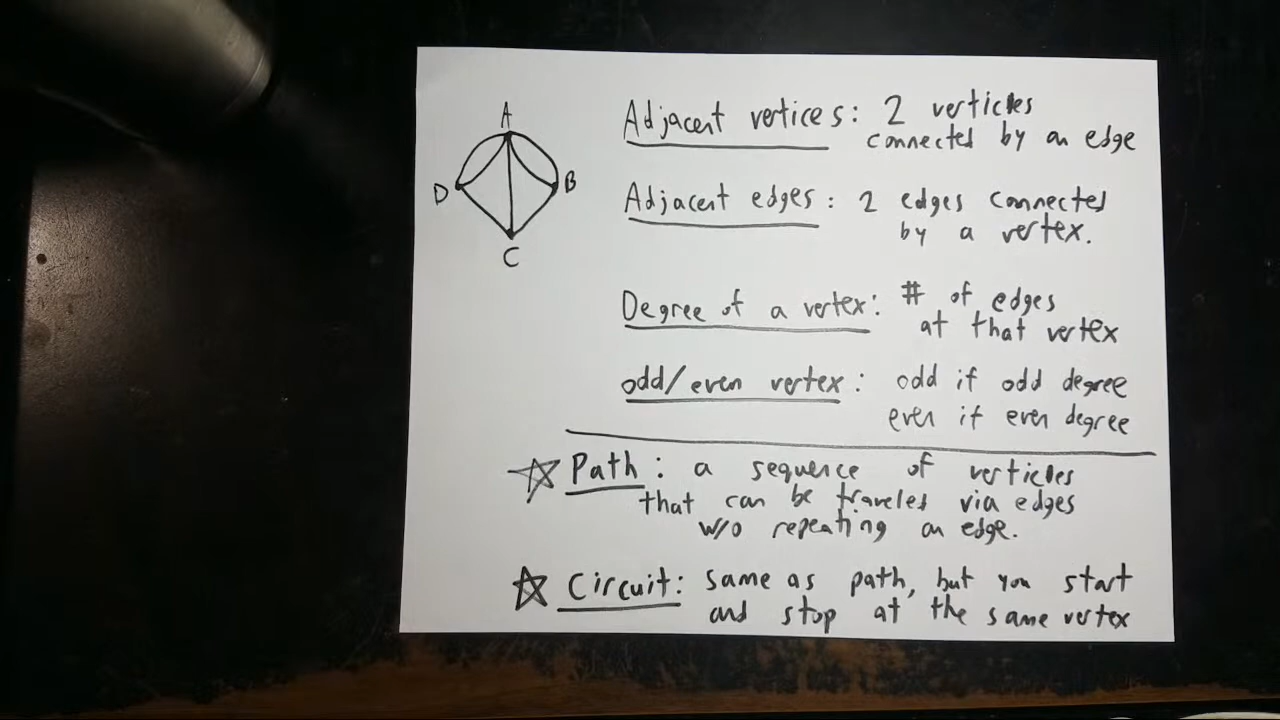 A
D
B
C
Adjacent vertices: 2 verticles
connected by an edge
Adjacent edges: 2 edges connected
by a vertex.
Degree of a vertex: # of edges
at that vertex
odd/even vertex: odd if odd degree
even if even degree
Path: a sequence of verticles
that can be traveled via edges
w/o repeating an edge.
Circuit: same as path, but you start
and stop at the same vertex